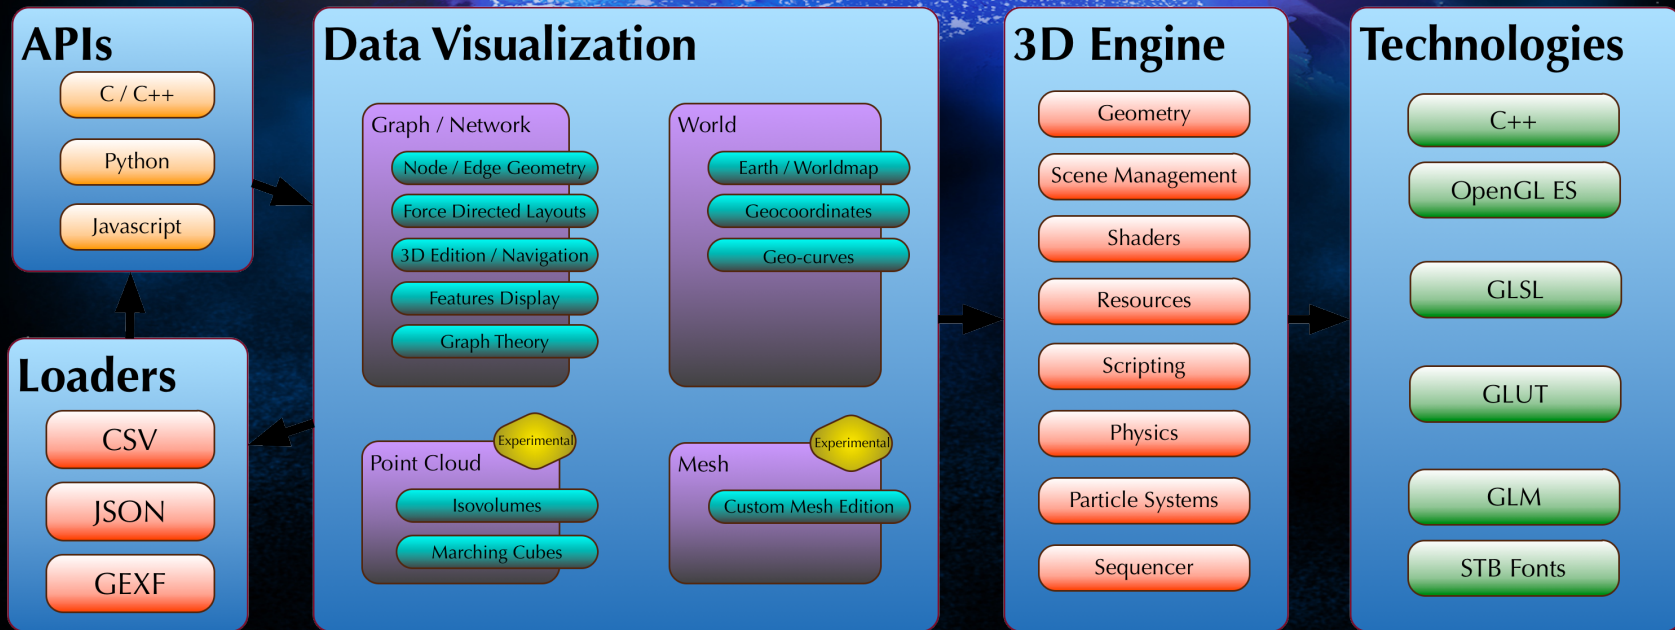 APIs
C / C++
Python
Javascript
Loaders
CSV
JSON
GEXF
Data Visualization
Graph / Network
Node / Edge Geometry
Force Directed Layouts
3D Edition / Navigation
Features Display
Graph Theory
World
Earth / Worldmap
Geocoordinates
Geo-curves
Experimental
Point Cloud
Isovolumes
Marching Cubes
Experimental
Mesh
Custom Mesh Edition
3D Engine
Geometry
Scene Management
Shaders
Resources
Scripting
Physics
Particle Systems
Sequencer
Technologies
C++
OpenGL ES
GLSL
GLUT
GLM
STB Fonts